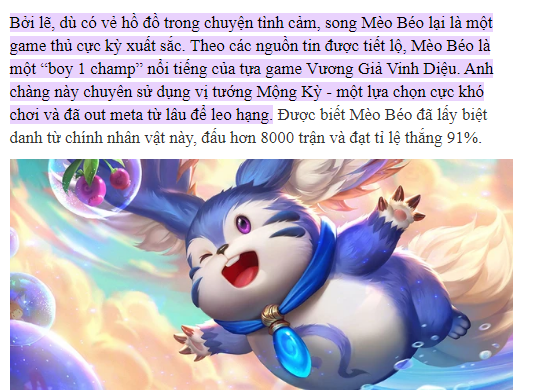 Bởi lẽ, dù có vẻ hồ đồ trong chuyện tình cảm, song Mèo Béo lại là một
game thủ cực kỳ xuất sắc. Theo các nguồn tin được tiết lộ, Mèo Béo là
một “boy 1 champ” nổi tiếng của tựa game Vương Giả Vinh Diệu. Anh
chàng này chuyên sử dụng vị tướng Mộng Kỳ - một lựa chọn cực khó
chơi và đã out meta từ lâu để leo hạng. Được biết Mèo Béo đã lấy biệt
danh từ chính nhân vật này, đấu hơn 8000 trận và đạt tỉ lệ thắng 91%.